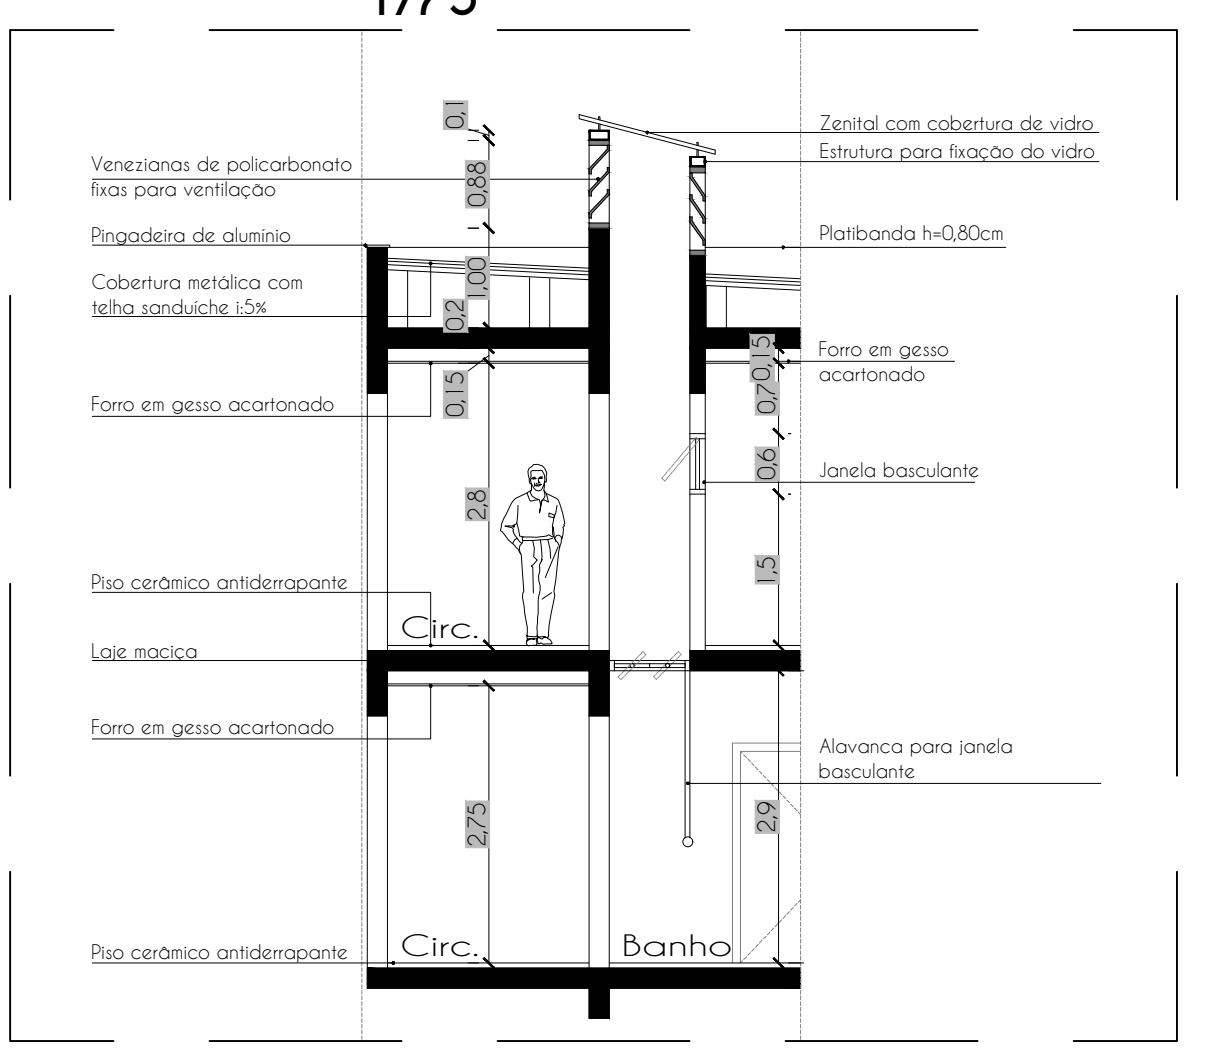 1/75
Venezianas de policarbonato
fixas para ventilação
Pingadeira de alumínio
Cobertura metálica com
telha sanduíche i:5%
Forro em gesso acartonado
Piso cerâmico antiderrapante
Laje maciça
Forro em gesso acartonado
Piso cerâmico antiderrapante
0,1
0,88
1,00
0,2
0,15
2,8
2,75
Circ.
Circ.
Banho
0,15
0,7
0,6
1,5
2,9
Zenital com cobertura de vidro
Estrutura para fixação do vidro
Platibanda h=0,80cm
Forro em gesso
acartonado
Janela basculante
Alavanca para janela
basculante